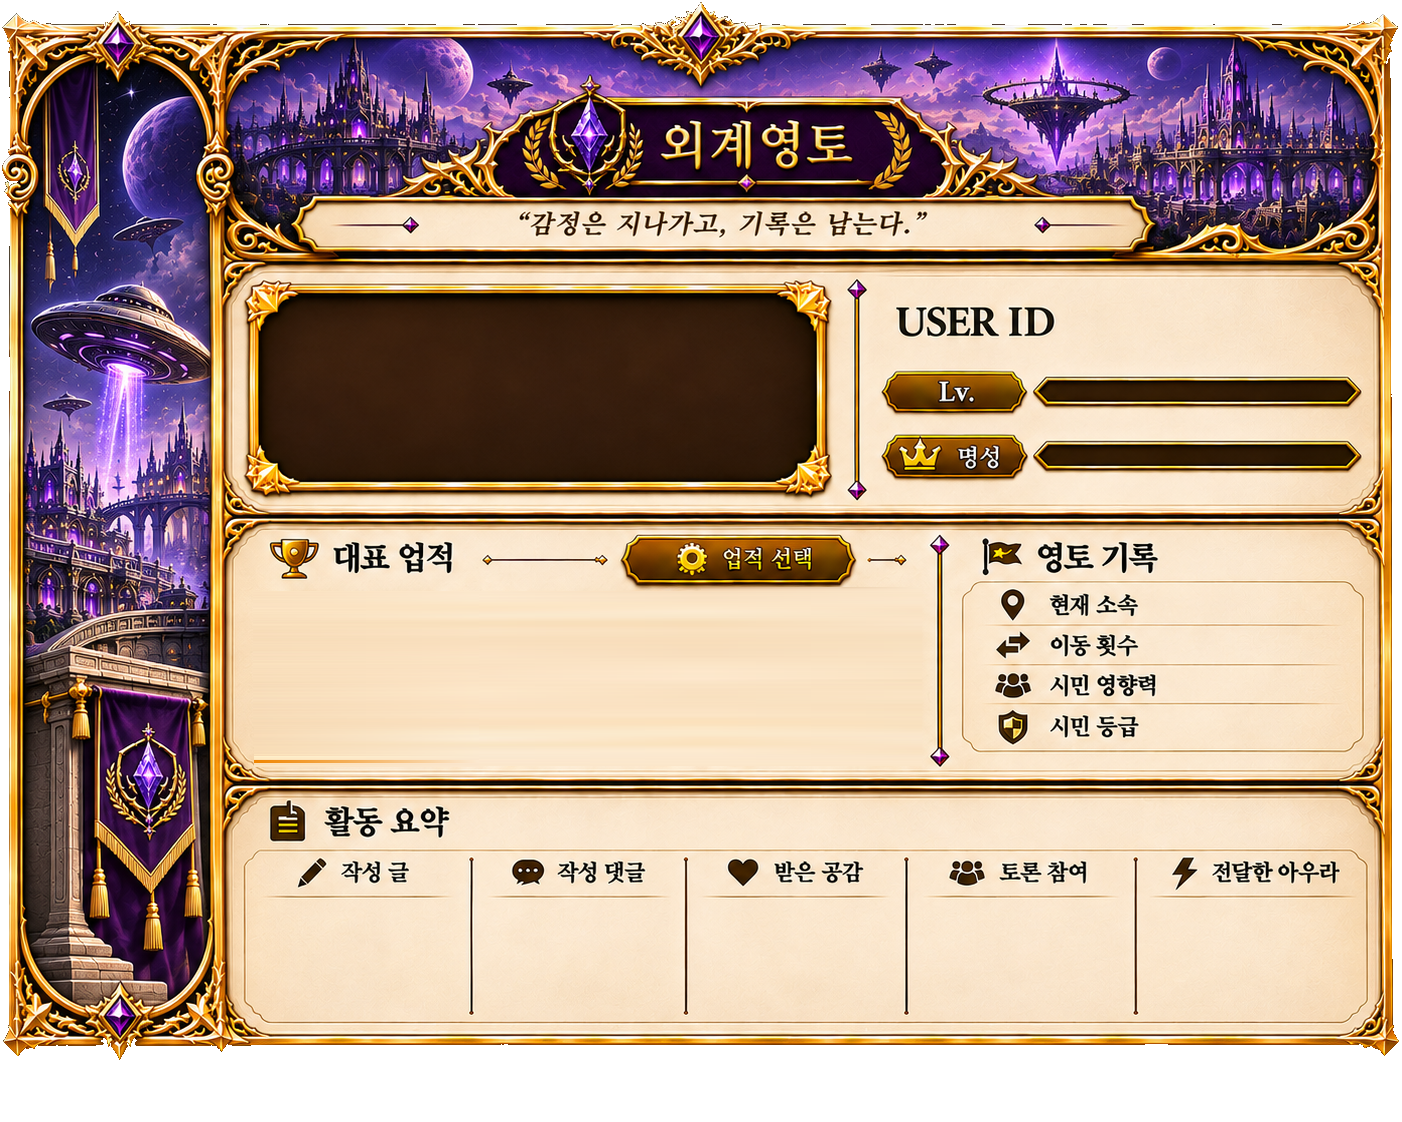 외계영토
“감정은 지나가고, 기록은 남는다.”
USER ID
Lv.
명성
대표 업적
업적 선택
영토 기록
현재 소속
이동 횟수
시민 영향력
시민 등급
활동 요약
작성 글
작성 댓글
받은 공감
토론 참여
전달한 아우라